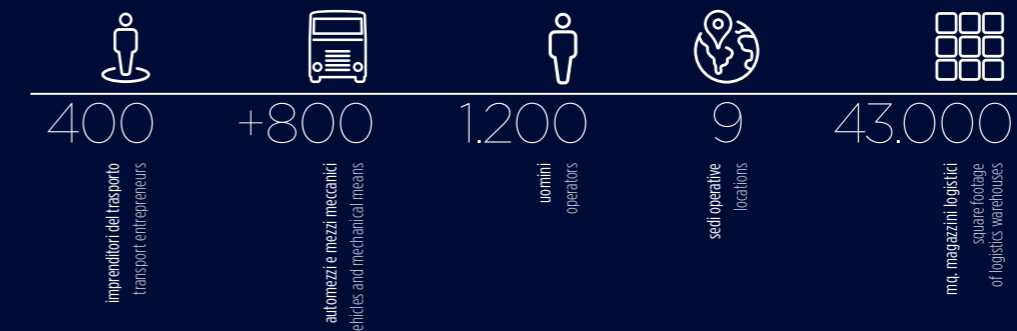 400
imprenditori del trasporto
transport entrepreneurs
+800
automezzi e mezzi meccanici
ehicles and mechanical means
1.200
uomini
operators
9
sedi operative
locations
43.000
mq. magazzini logistici
square footage
of logistics warehouses